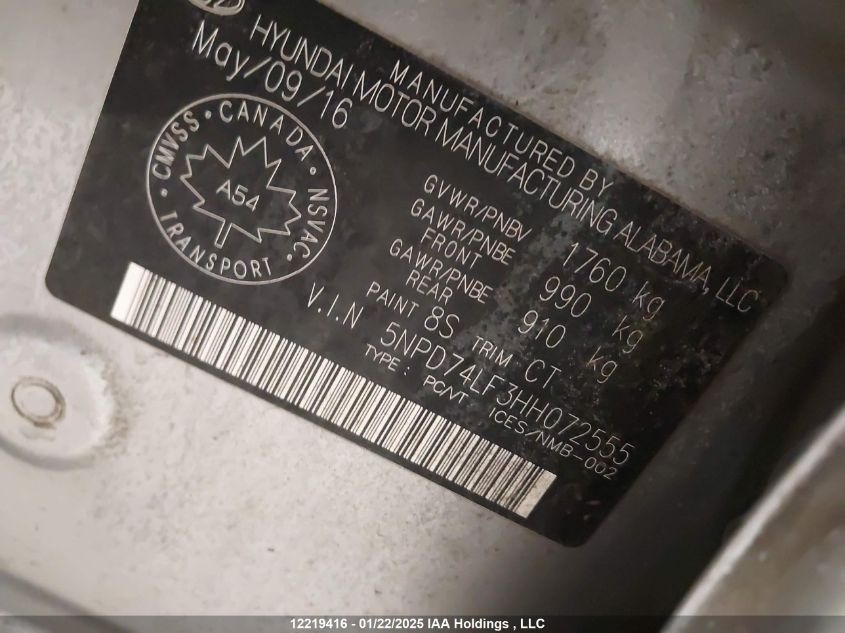 MANUFACTURED BY
HYUNDAI MOTOR MANUFACTURING ALABAMA, LLC
May/09/16
CMVSS · CANADA · NSVAC · TRANSPORT ·
A54
GVWR/PNBV 1760 kg
GAWR/PNBE FRONT 990 kg
GAWR/PNBE REAR 910 kg
PAINT 8S TRIM CT
V.I.N 5NPD74LF3HH072555
TYPE: PC/VT ICES/NMB-002
12219416 - 01/22/2025 IAA Holdings , LLC